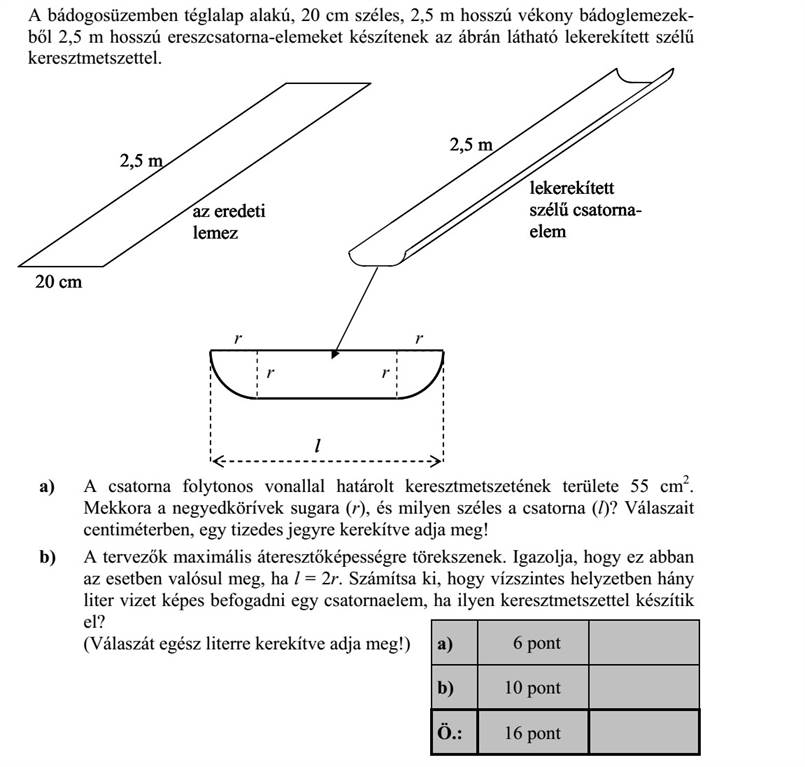 A bádogosüzemben téglalap alakú, 20 cm széles, 2,5 m hosszú vékony bádoglemezek-
ből 2,5 m hosszú ereszcsatorna-elemeket készítenek az ábrán látható lekerekített szélű
keresztmetszettel.
2,5 m
2,5 m
lekerekített
szélű csatorna-
elem
az eredeti
lemez
20 cm
r r
r r
l
a) A csatorna folytonos vonallal határolt keresztmetszetének területe 55 cm².
Mekkora a negyedkörívek sugara (r), és milyen széles a csatorna (l)? Válaszait
centiméterben, egy tizedes jegyre kerekítve adja meg!
b) A tervezők maximális áteresztőképességre törekszenek. Igazolja, hogy ez abban
az esetben valósul meg, ha l = 2r. Számítsa ki, hogy vízszintes helyzetben hány
liter vizet képes befogadni egy csatornaelem, ha ilyen keresztmetszettel készítik
el?
(Válaszát egész literre kerekítve adja meg!)
a) 6 pont
b) 10 pont
Ö.: 16 pont